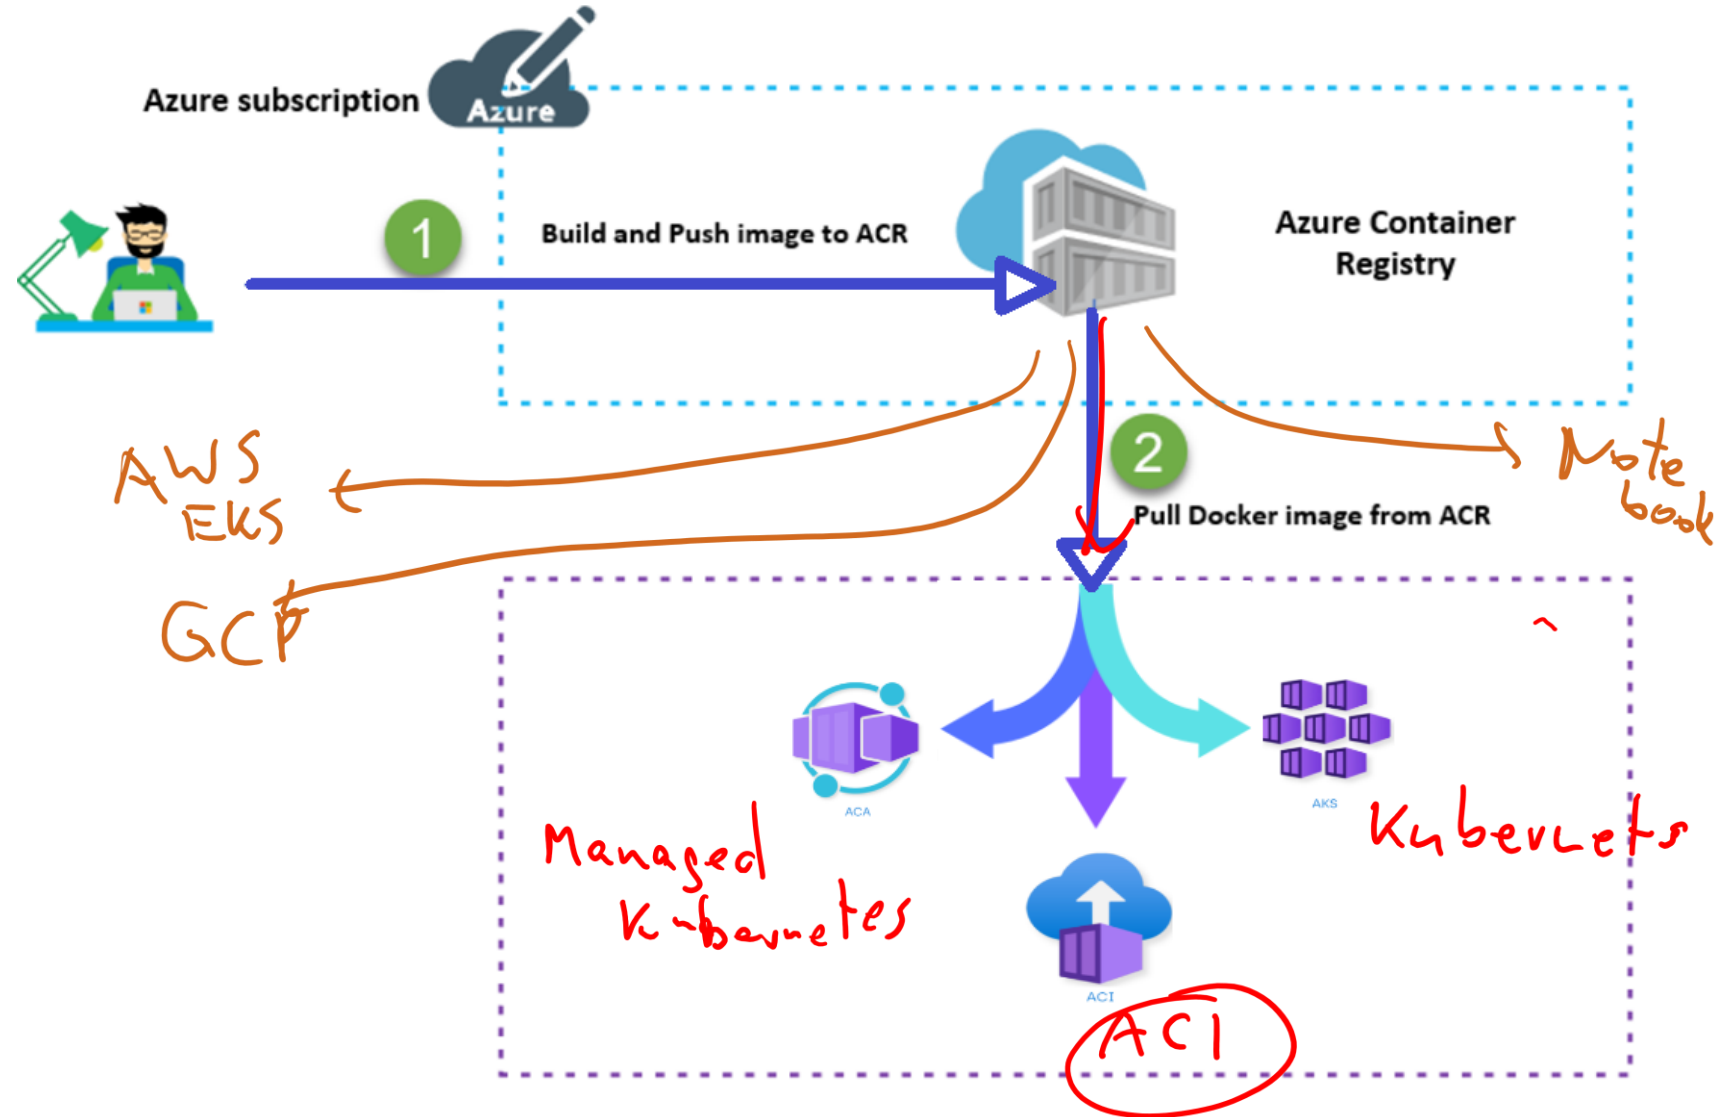 Azure subscription
Azure
1
Build and Push image to ACR
Azure Container
Registry
2
Pull Docker image from ACR
AWS
EKS
GCP
Note
book
ACA
Managed
Kubernetes
AKS
Kubernets
ACI
ACI